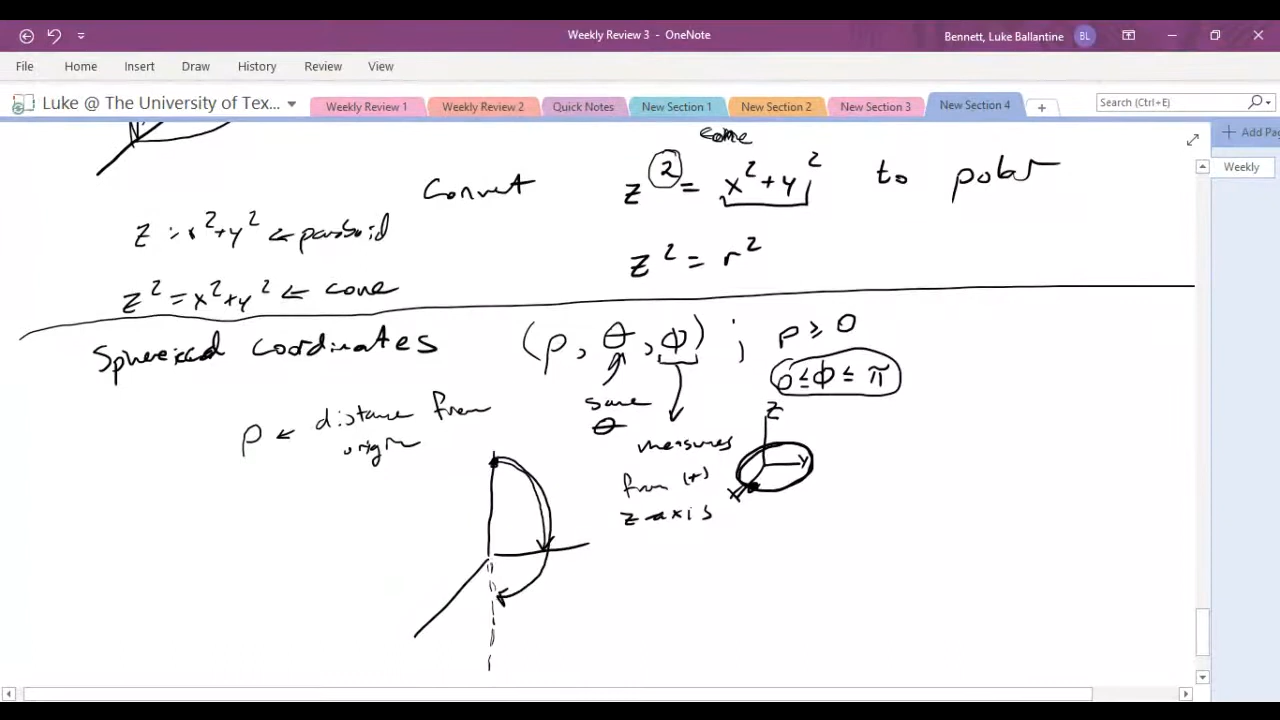 Weekly Review 3 - OneNote
Bennett, Luke Ballantine BL
File Home Insert Draw History Research Review View
Luke @ The University of Tex...
Weekly Review 1
Weekly Review 2
Quick Notes
New Section 1
New Section 2
New Section 3
New Section 4
+
Search (Ctrl+E)
+ Add Pag
Weekly
cone
Convert z² = x²+y² to polar
z = x²+y² ←
z² = r²
z² = x²+y² ← cone
Spherical coordinates (ρ, θ, φ) ; ρ ≥ 0
0 ≤ φ ≤ π
ρ ← distance from origin
same θ
measures from (+) z-axis
z
y
x